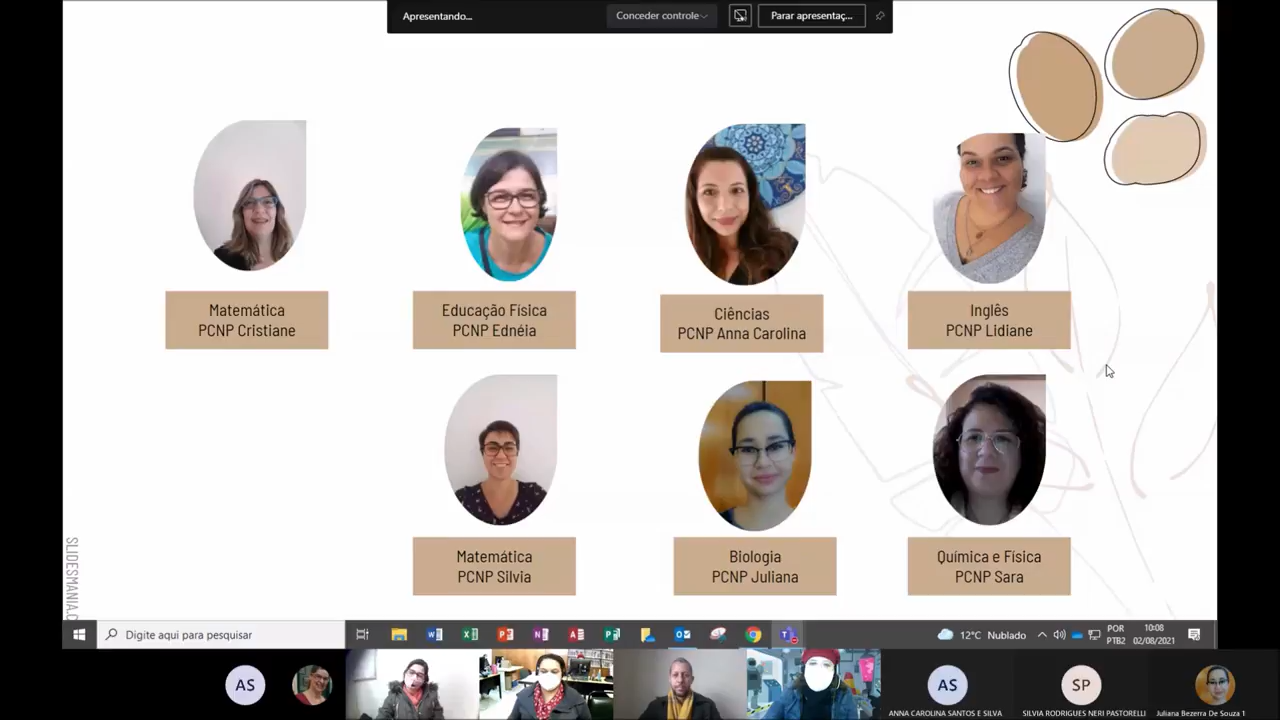 Apresentando...
Conceder controle
Parar apresentaç...
Matemática
PCNP Cristiane
Educação Física
PCNP Ednéia
Ciências
PCNP Anna Carolina
Inglês
PCNP Lidiane
Matemática
PCNP Silvia
Biologia
PCNP Juliana
Química e Física
PCNP Sara
SLIDESMANIA.C
Digite aqui para pesquisar
12°C Nublado
POR
PTB2
10:08
02/08/2021
AS
AS
SP
ANNA CAROLINA SANTOS E SILVA
SILVIA RODRIGUES NERI PASTORELLI
Juliana Bezerra De Souza 1